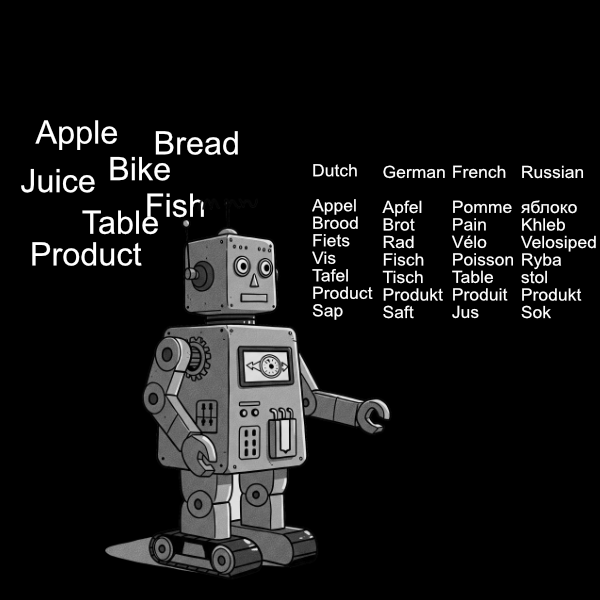 Apple
Bread
Juice
Bike
Fish
Table
Product
Dutch German French Russian
Appel Apfel Pomme яблоко
Brood Brot Pain Khleb
Fiets Rad Vélo Velosiped
Vis Fisch Poisson Ryba
Tafel Tisch Table stol
Product Produkt Produit Produkt
Sap Saft Jus Sok